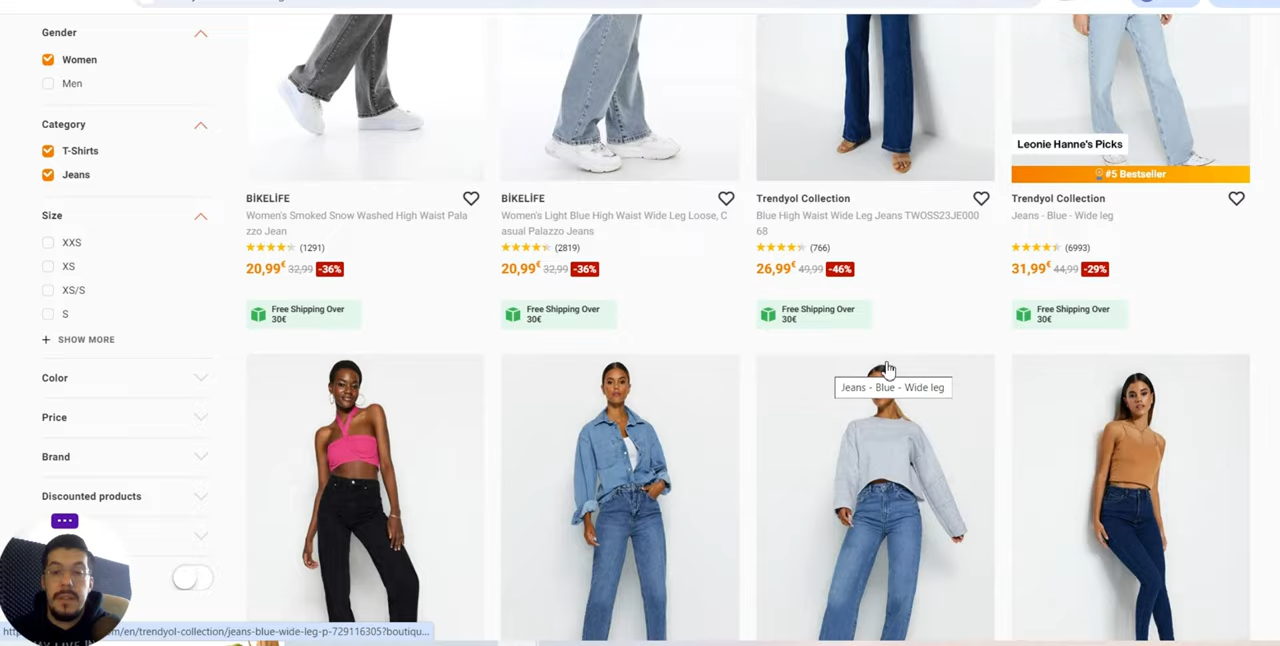 Gender
Women
Men
Category
T-Shirts
Jeans
Size
XXS
XS
XS/S
S
+ SHOW MORE
Color
Price
Brand
Discounted products
BİKELİFE
Women's Smoked Snow Washed High Waist Pala
zzo Jean
(1291)
20,99€ 32,99 -36%
Free Shipping Over
30€
BİKELİFE
Women's Light Blue High Waist Wide Leg Loose, C
asual Palazzo Jeans
(2819)
20,99€ 32,99 -36%
Free Shipping Over
30€
Trendyol Collection
Blue High Waist Wide Leg Jeans TWOSS23JE000
68
(766)
26,99€ 49,99 -46%
Free Shipping Over
30€
Leonie Hanne's Picks
#5 Bestseller
Trendyol Collection
Jeans - Blue - Wide leg
(6993)
31,99€ 44,99 -29%
Free Shipping Over
30€
Jeans - Blue - Wide leg
m/en/trendyol-collection/jeans-blue-wide-leg-p-729116305?boutiqu...